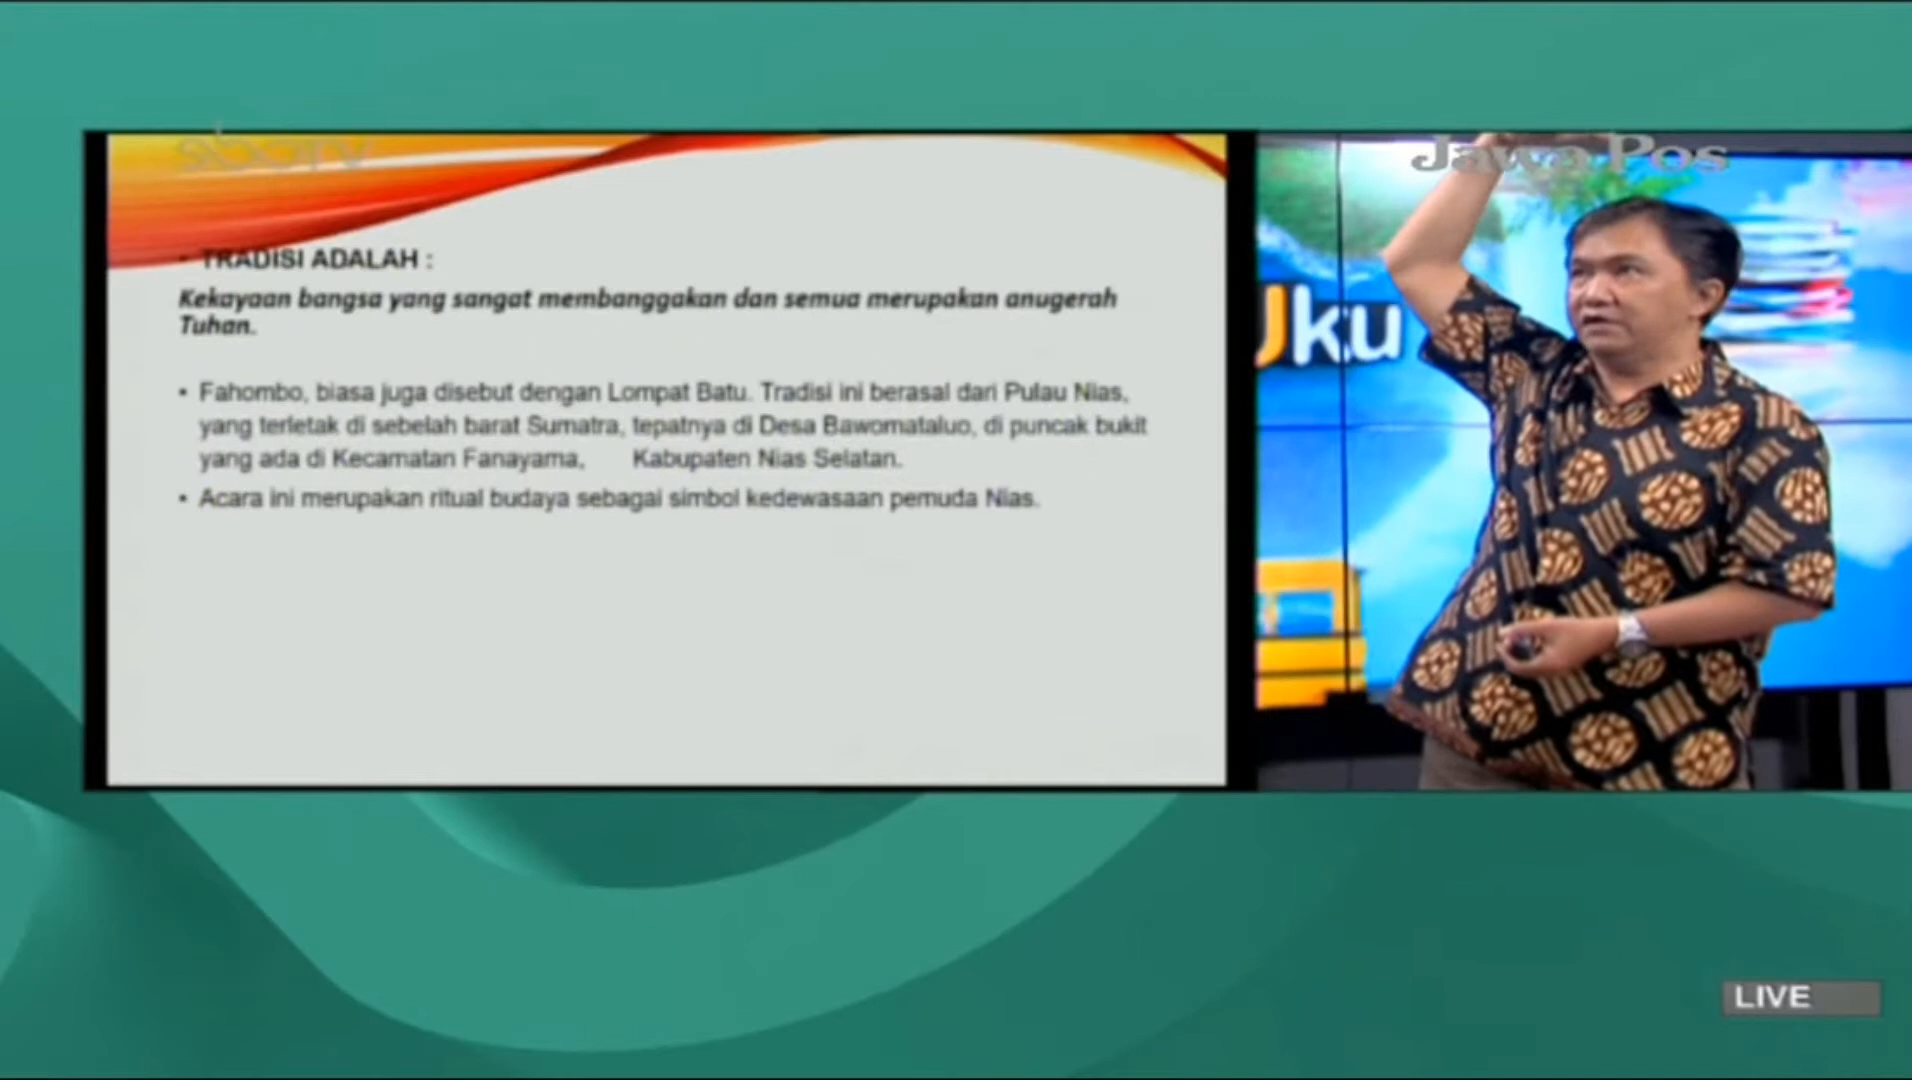 sbotv
Jawa Pos
• TRADISI ADALAH :
Kekayaan bangsa yang sangat membanggakan dan semua merupakan anugerah
Tuhan.
• Fahombo, biasa juga disebut dengan Lompat Batu. Tradisi ini berasal dari Pulau Nias,
yang terletak di sebelah barat Sumatra, tepatnya di Desa Bawomataluo, di puncak bukit
yang ada di Kecamatan Fanayama, Kabupaten Nias Selatan.
• Acara ini merupakan ritual budaya sebagai simbol kedewasaan pemuda Nias.
Uku
LIVE